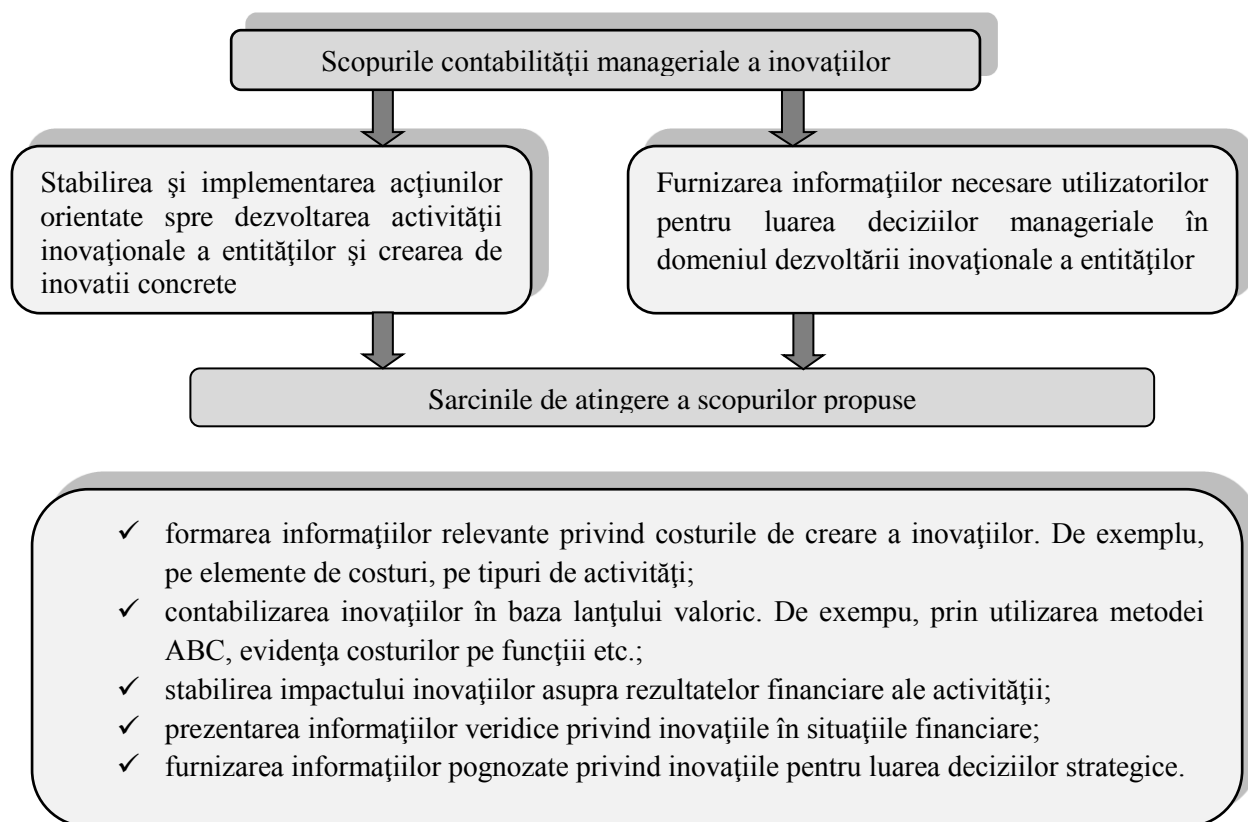 Scopurile contabilității manageriale a inovațiilor
Stabilirea şi implementarea acţiunilor
orientate spre dezvoltarea activităţii
inovaţionale a entităţilor şi crearea de
inovatii concrete
Furnizarea informaţiilor necesare utilizatorilor
pentru luarea deciziilor manageriale în
domeniul dezvoltării inovaţionale a entităţilor
Sarcinile de atingere a scopurilor propuse
✓ formarea informaţiilor relevante privind costurile de creare a inovaţiilor. De exemplu,
pe elemente de costuri, pe tipuri de activităţi;
✓ contabilizarea inovaţiilor în baza lanţului valoric. De exempu, prin utilizarea metodei
ABC, evidenţa costurilor pe funcţiii etc.;
✓ stabilirea impactului inovaţiilor asupra rezultatelor financiare ale activităţii;
✓ prezentarea informaţiilor veridice privind inovaţiile în situaţiile financiare;
✓ furnizarea informaţiilor pognozate privind inovaţiile pentru luarea deciziilor strategice.